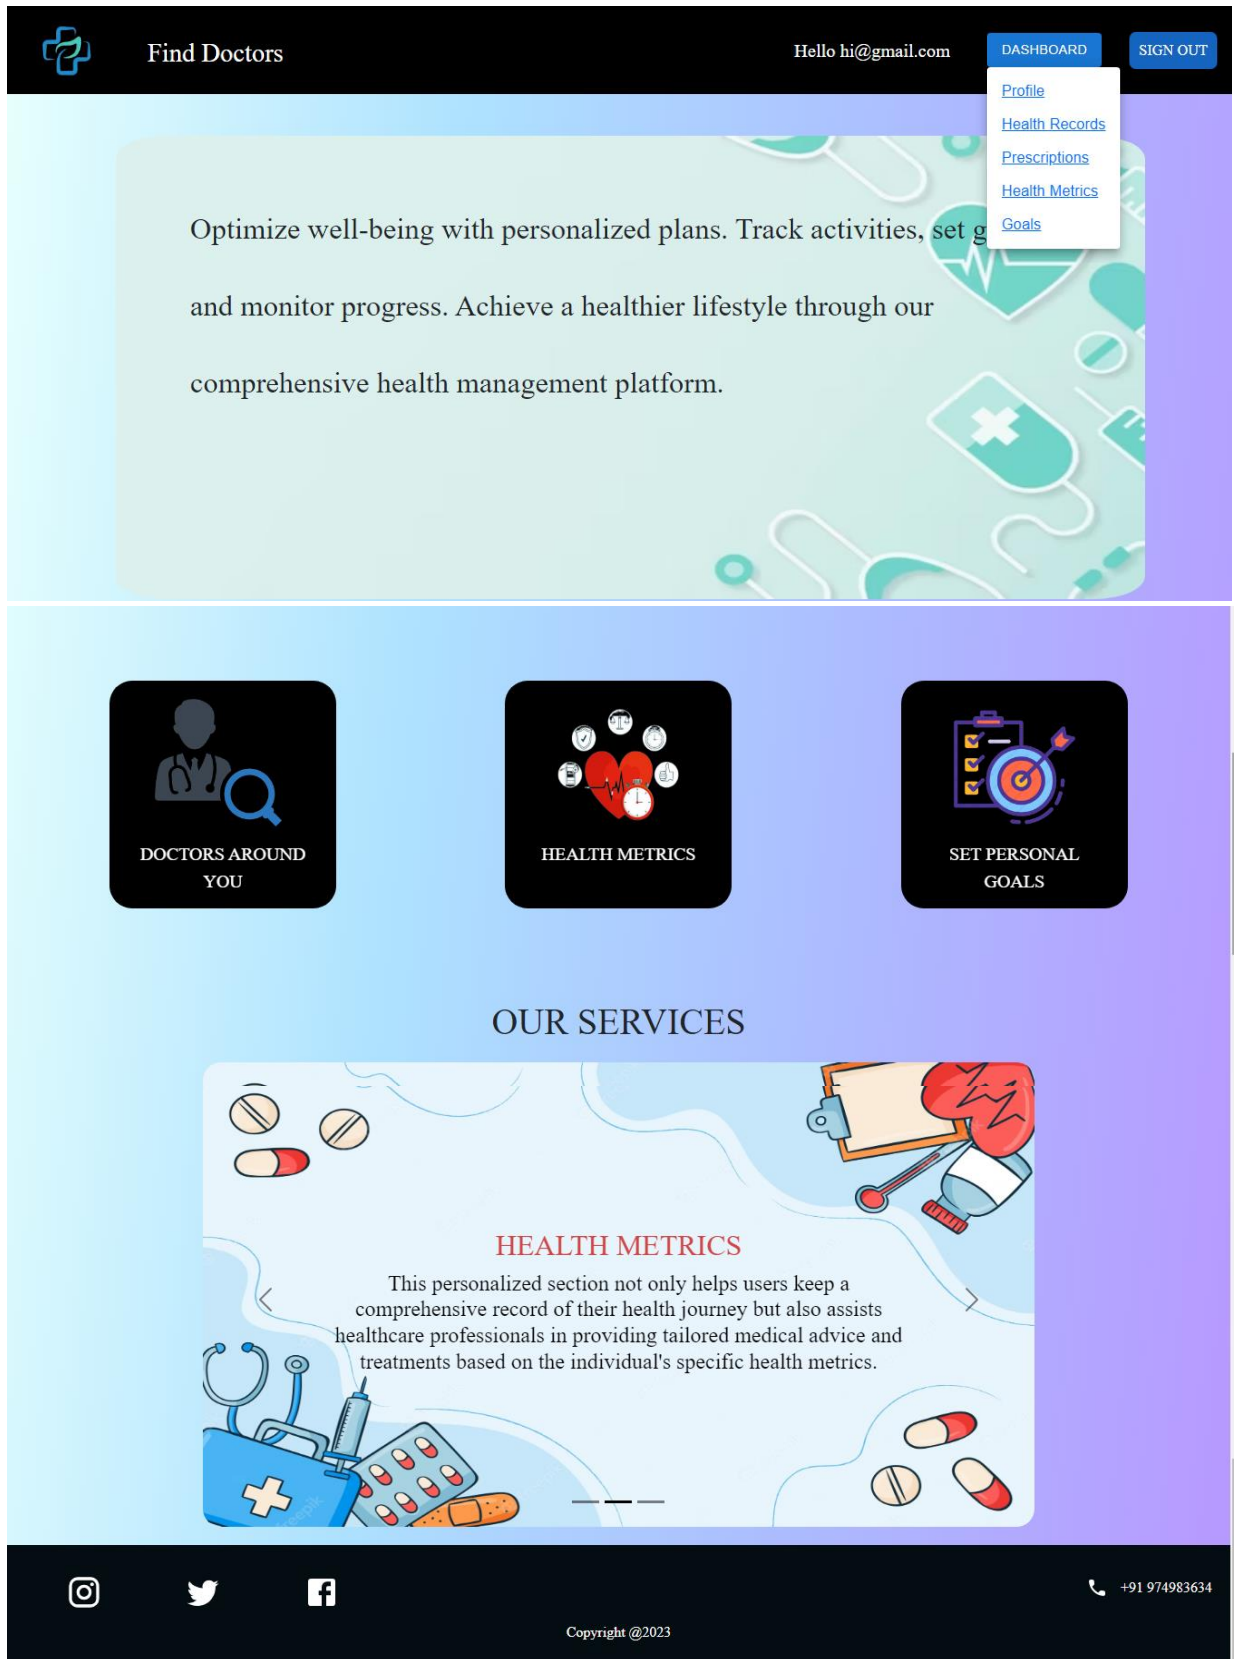 Find Doctors
Hello hi@gmail.com
DASHBOARD
SIGN OUT
Profile
Health Records
Prescriptions
Health Metrics
Goals
Optimize well-being with personalized plans. Track activities, set g
and monitor progress. Achieve a healthier lifestyle through our
comprehensive health management platform.
DOCTORS AROUND
YOU
HEALTH METRICS
SET PERSONAL
GOALS
OUR SERVICES
HEALTH METRICS
This personalized section not only helps users keep a
comprehensive record of their health journey but also assists
healthcare professionals in providing tailored medical advice and
treatments based on the individual's specific health metrics.
+91 974983634
Copyright @2023